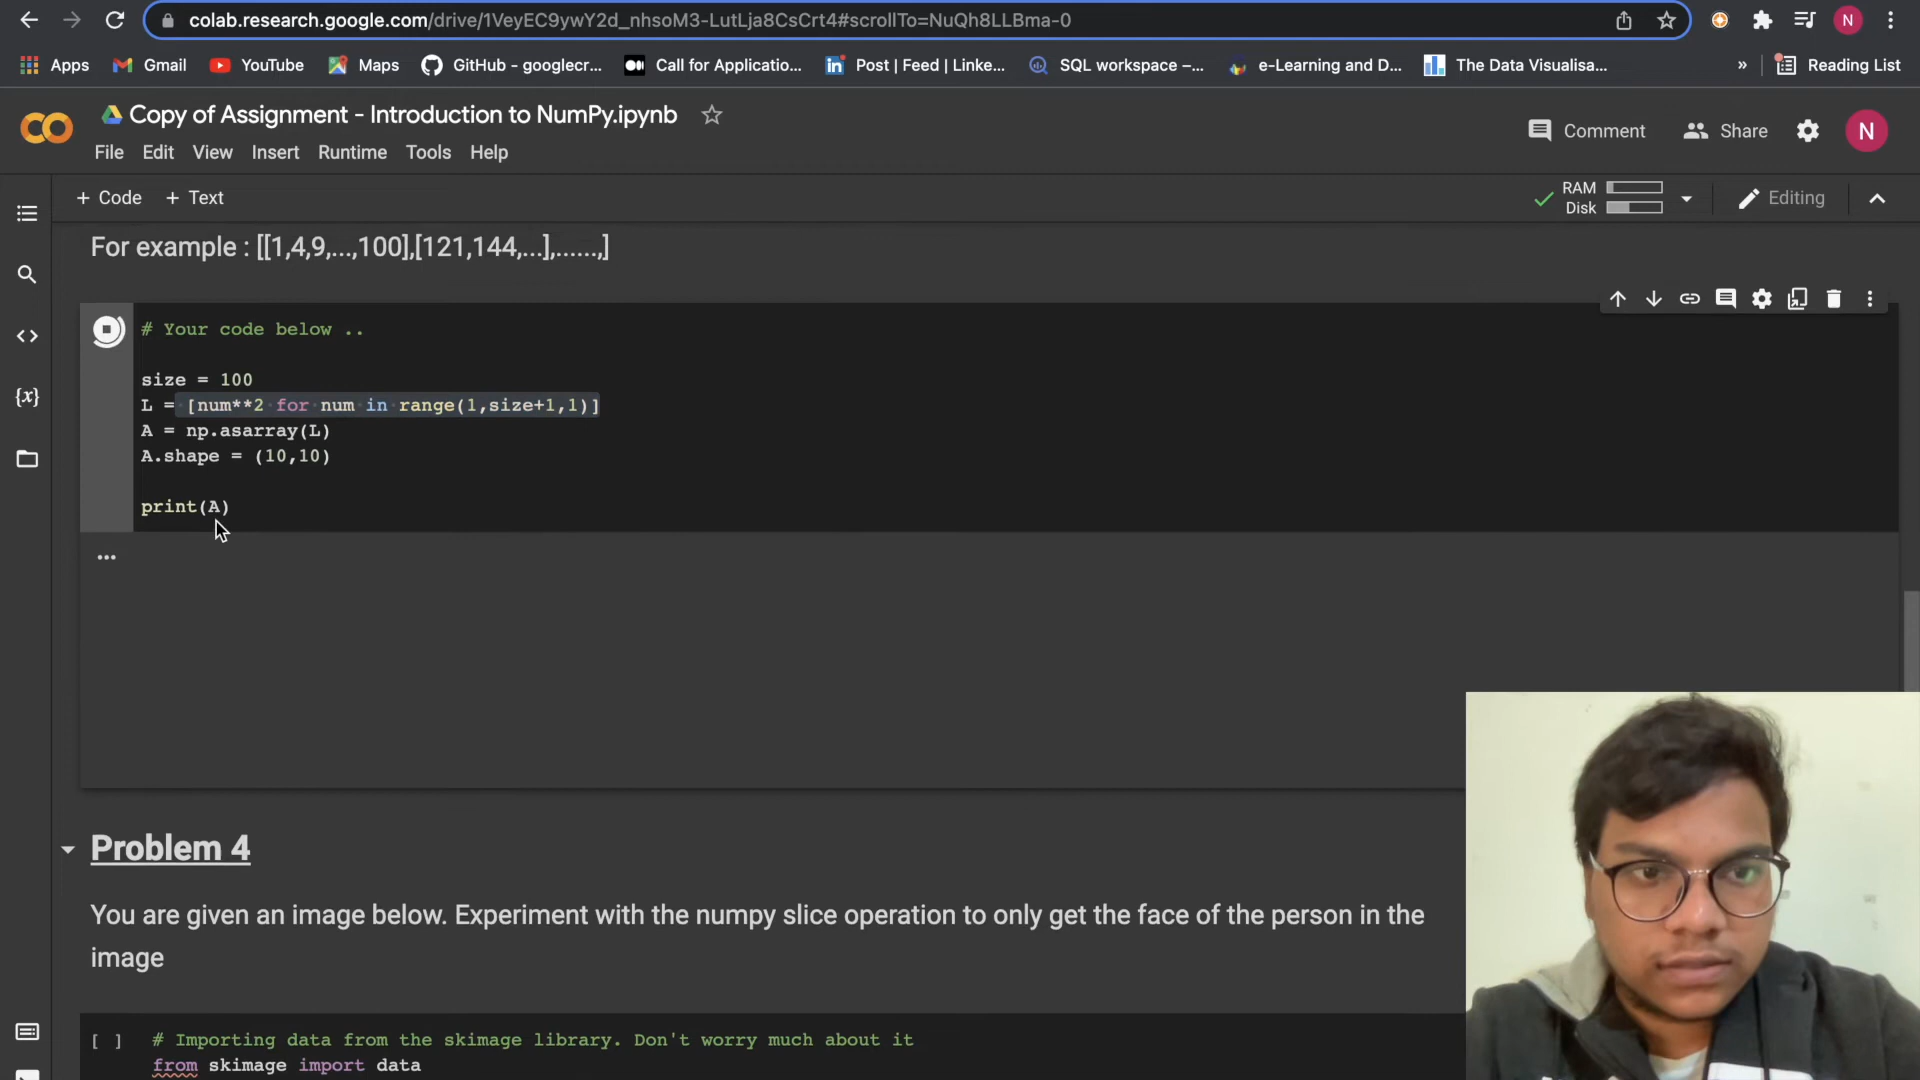 colab.research.google.com/drive/1VeyEC9ywY2d_nhsoM3-LutLja8CsCrt4#scrollTo=NuQh8LLBma-0
N
Apps Gmail YouTube Maps GitHub - googlecr... Call for Applicatio... Post | Feed | Linke... SQL workspace –... e-Learning and D... The Data Visualisa... » Reading List
Copy of Assignment - Introduction to NumPy.ipynb
Comment Share N
File Edit View Insert Runtime Tools Help
+ Code + Text
RAM
Disk
Editing
For example : [[1,4,9,...,100],[121,144,...],......,]
# Your code below ..
size = 100
L = [num**2 for num in range(1,size+1,1)]
A = np.asarray(L)
A.shape = (10,10)
print(A)
Problem 4
You are given an image below. Experiment with the numpy slice operation to only get the face of the person in the
image
[ ] # Importing data from the skimage library. Don't worry much about it
from skimage import data